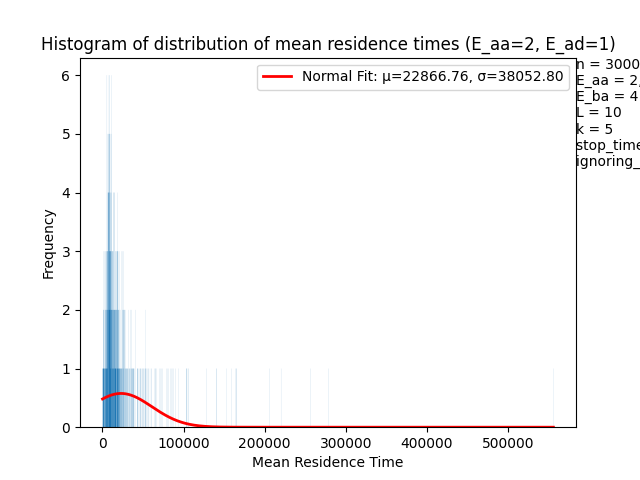 Histogram of distribution of mean residence times (E_aa=2, E_ad=1)
n = 3000
E_aa = 2,
E_ba = 4
L = 10
k = 5
stop_time
ignoring_
Normal Fit: μ=22866.76, σ=38052.80
Frequency
6
5
4
3
2
1
0
0 100000 200000 300000 400000 500000
Mean Residence Time